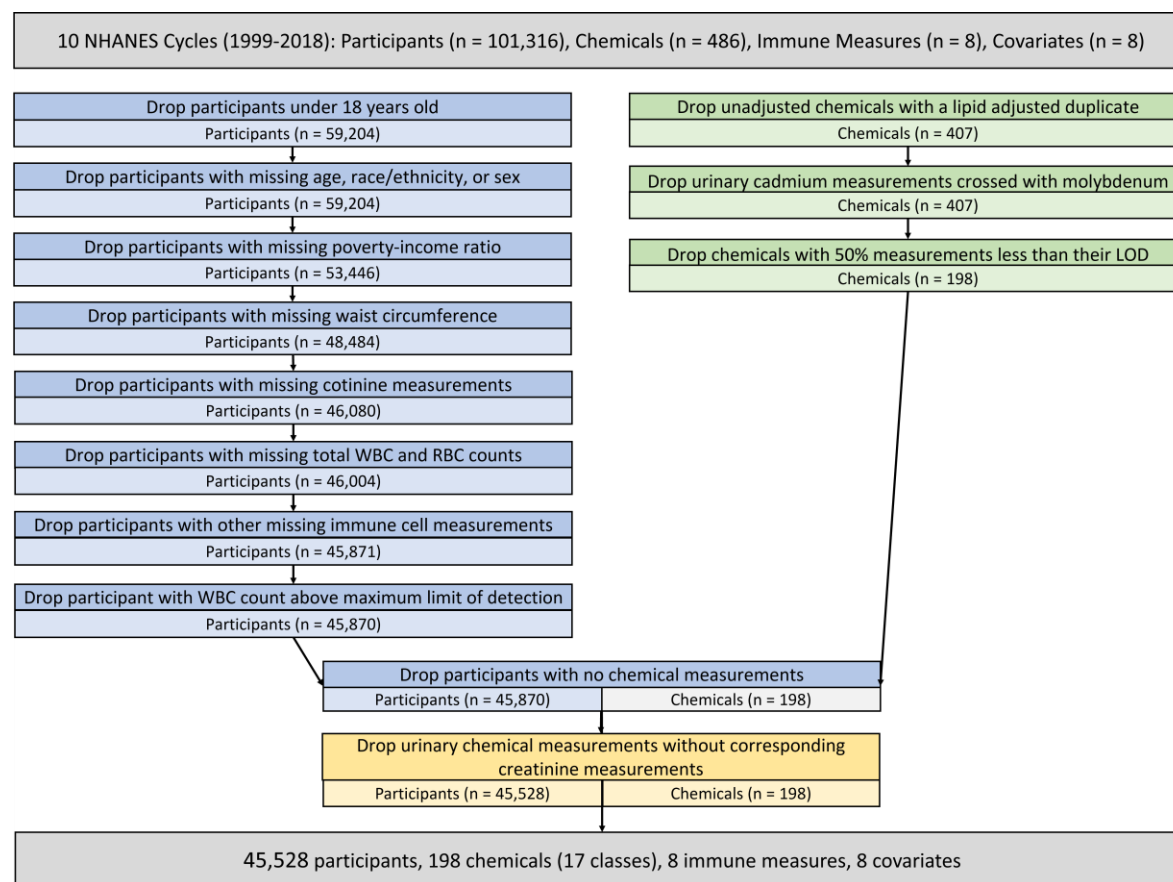 10 NHANES Cycles (1999-2018): Participants (n = 101,316), Chemicals (n = 486), Immune Measures (n = 8), Covariates (n = 8)
Drop participants under 18 years old
Participants (n = 59,204)
Drop participants with missing age, race/ethnicity, or sex
Participants (n = 59,204)
Drop participants with missing poverty-income ratio
Participants (n = 53,446)
Drop participants with missing waist circumference
Participants (n = 48,484)
Drop participants with missing cotinine measurements
Participants (n = 46,080)
Drop participants with missing total WBC and RBC counts
Participants (n = 46,004)
Drop participants with other missing immune cell measurements
Participants (n = 45,871)
Drop participant with WBC count above maximum limit of detection
Participants (n = 45,870)
Drop unadjusted chemicals with a lipid adjusted duplicate
Chemicals (n = 407)
Drop urinary cadmium measurements crossed with molybdenum
Chemicals (n = 407)
Drop chemicals with 50% measurements less than their LOD
Chemicals (n = 198)
Drop participants with no chemical measurements
Participants (n = 45,870)
Chemicals (n = 198)
Drop urinary chemical measurements without corresponding
creatinine measurements
Participants (n = 45,528)
Chemicals (n = 198)
45,528 participants, 198 chemicals (17 classes), 8 immune measures, 8 covariates